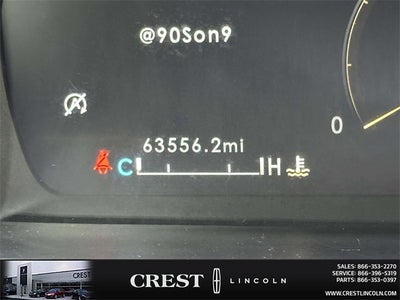 @90Son9
0
63556.2mi
C H
CREST LINCOLN
SALES: 866-353-2270
SERVICE: 866-396-5319
PARTS: 866-353-0397
WWW.CRESTLINCOLN.COM
CREST